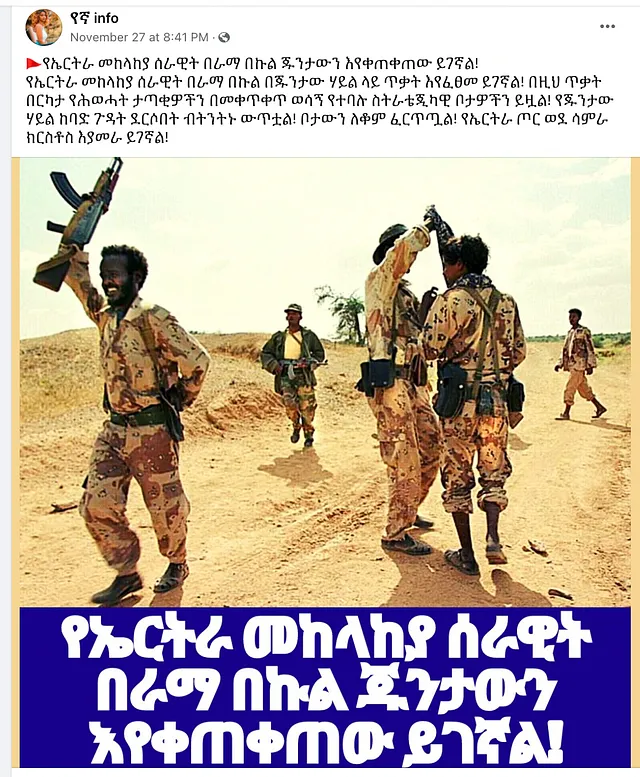 የኛ info
November 27 at 8:41 PM ·
የኤርትራ መከላከያ ሰራዊት በራማ በኩል ጁንታውን እየቀጠቀጠው ይገኛል!
የኤርትራ መከላከያ ሰራዊት በራማ በኩል በጁንታው ሃይል ላይ ጥቃት እየፈፀመ ይገኛል! በዚህ ጥቃት
በርካታ የሕወሓት ታጣቂዎችን በመቀጥቀጥ ወሳኝ የተባሉ ስትራቴጂካዊ ቦታዎችን ይዟል! የጁንታው
ሃይል ከባድ ጉዳት ደርሶበት ብትንትኑ ውጥቷል! ቦታውን ለቆም ፈርጥጧል! የኤርትራ ጦር ወደ ሳምራ
ክርስቶስ እያመራ ይገኛል!
የኤርትራ መከላከያ ሰራዊት
በራማ በኩል ጁንታውን
እየቀጠቀጠው ይገኛል!